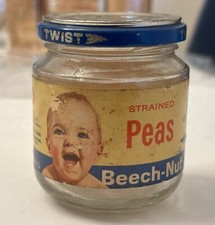 TWIST
STRAINED
Peas
Beech-Nut